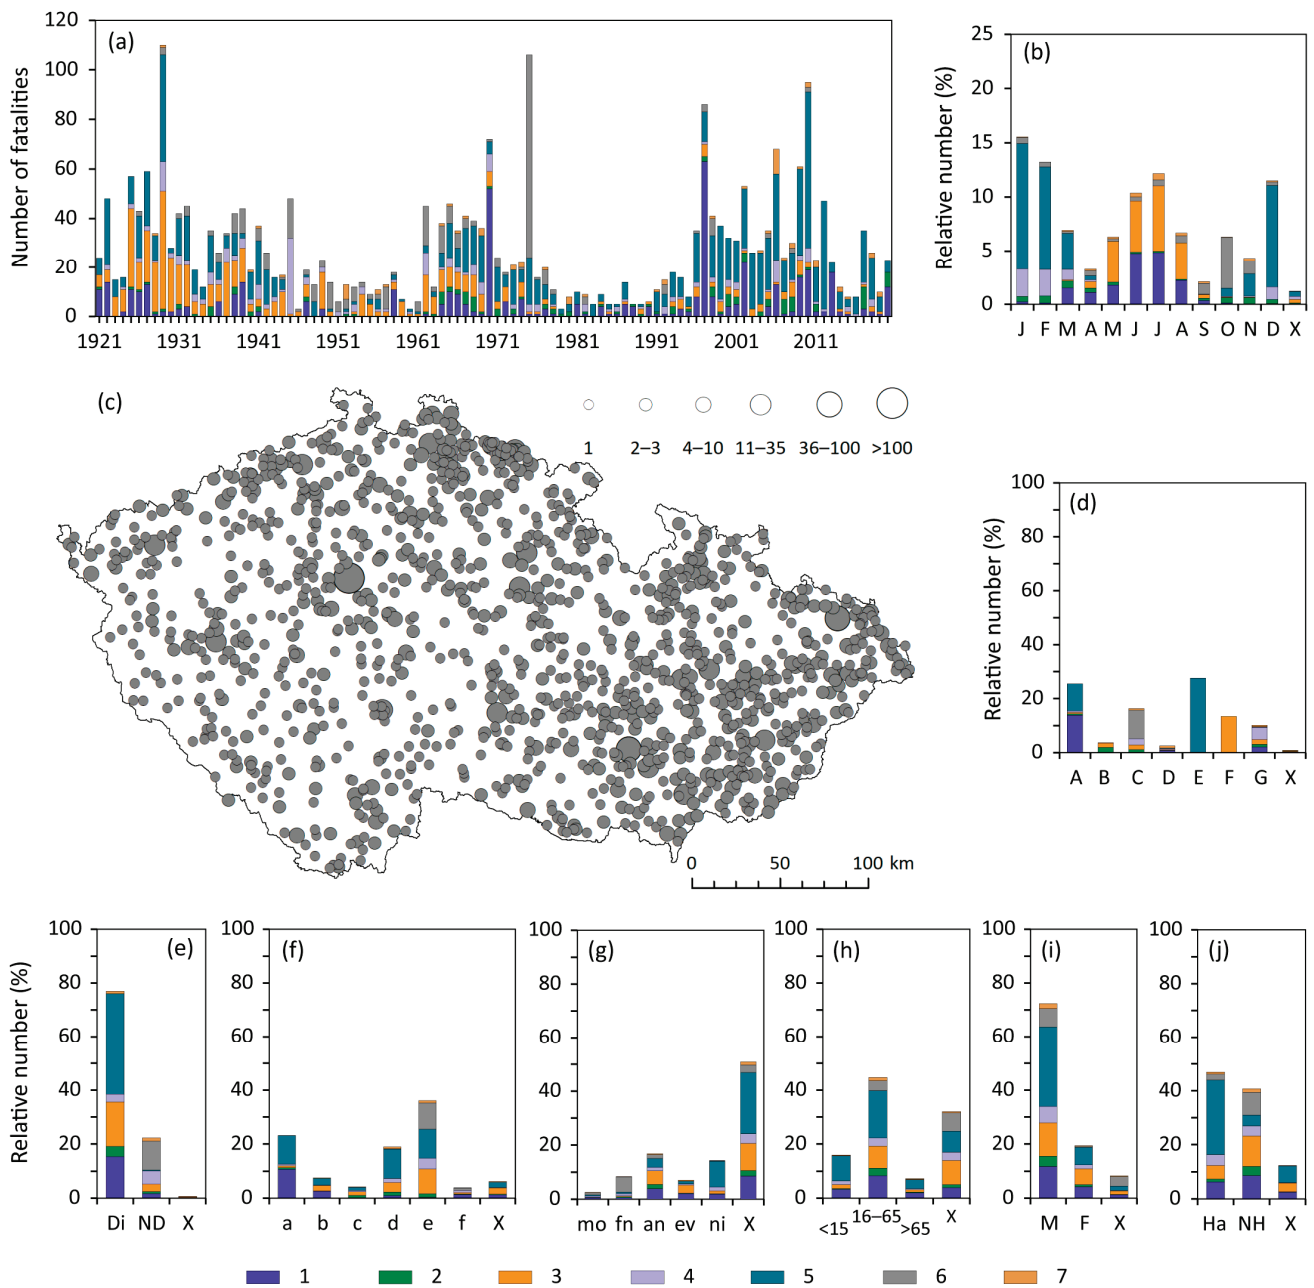 (a)
Number of fatalities
120
100
80
60
40
20
0
1921 1931 1941 1951 1961 1971 1981 1991 2001 2011
(b)
Relative number (%)
25
20
15
10
5
0
J F M A M J J A S O N D X
(c)
1 2–3 4–10 11–35 36–100 >100
0 50 100 km
(d)
Relative number (%)
100
80
60
40
20
0
A B C D E F G X
(e)
Relative number (%)
100
80
60
40
20
0
Di ND X
(f)
100
80
60
40
20
0
a b c d e f X
(g)
100
80
60
40
20
0
mo fn an ev ni X
(h)
100
80
60
40
20
0
<15 16–65 >65 X
(i)
100
80
60
40
20
0
M F X
(j)
100
80
60
40
20
0
Ha NH X
1 2 3 4 5 6 7